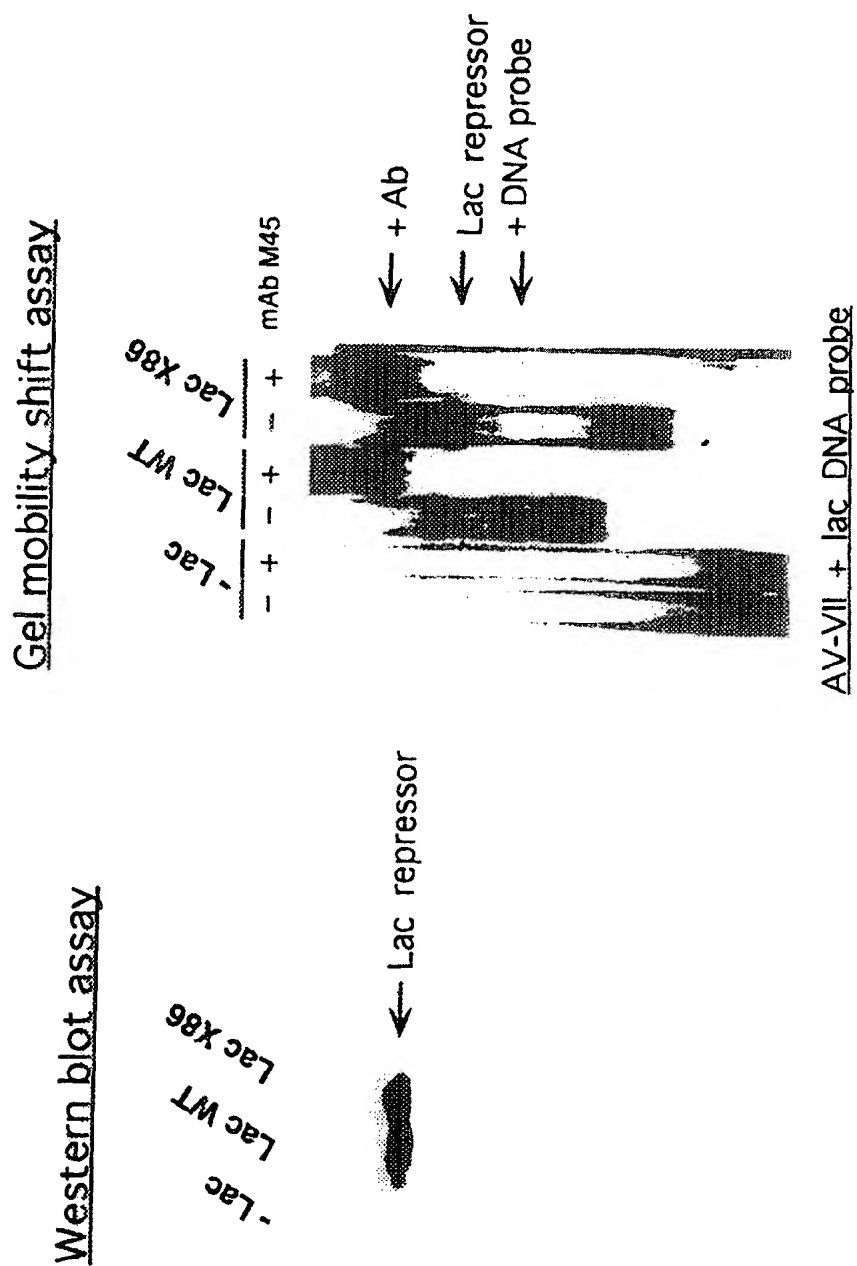 Western blot assay
- Lac
Lac WT
Lac X86
Lac repressor
Gel mobility shift assay
- Lac
Lac WT
Lac X86
- + - + - + mAb M45
+ Ab
Lac repressor
+ DNA probe
AV-VII + lac DNA probe